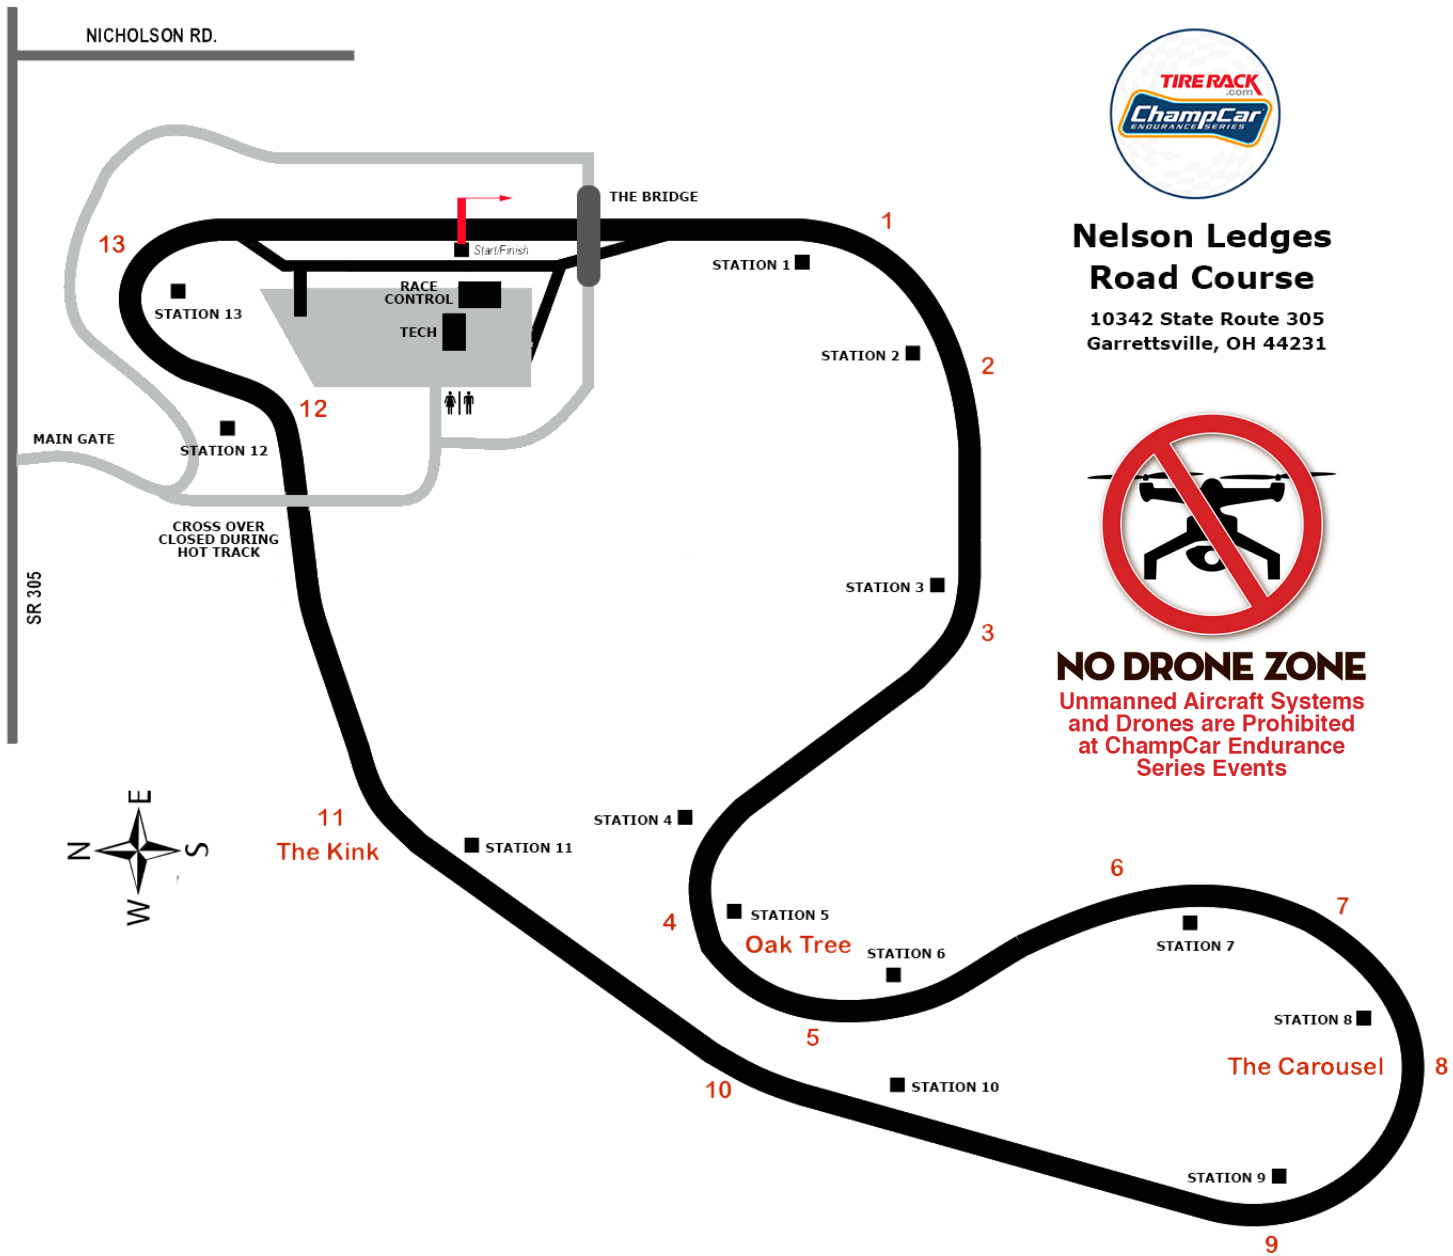 NICHOLSON RD.
TIRE RACK
.com
ChampCar
ENDURANCE SERIES
THE BRIDGE
1
13
Nelson Ledges
Road Course
Start/Finish
STATION 1
RACE
CONTROL
STATION 13
10342 State Route 305
Garrettsville, OH 44231
TECH
STATION 2
2
12
MAIN GATE
STATION 12
CROSS OVER
CLOSED DURING
HOT TRACK
SR 305
STATION 3
3
NO DRONE ZONE
Unmanned Aircraft Systems
and Drones are Prohibited
at ChampCar Endurance
Series Events
E
N
S
W
11
The Kink
STATION 4
STATION 11
4
STATION 5
Oak Tree
STATION 6
6
7
STATION 7
5
STATION 8
The Carousel
8
10
STATION 10
STATION 9
9